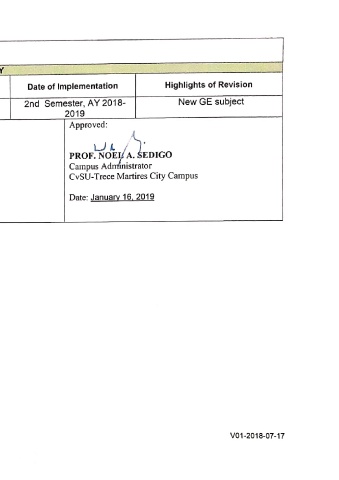 Y
Date of Implementation
Highlights of Revision
2nd Semester, AY 2018-
2019
New GE subject
Approved:
PROF. NOEL A. SEDIGO
Campus Administrator
CvSU-Trece Martires City Campus
Date: January 16, 2019
V01-2018-07-17